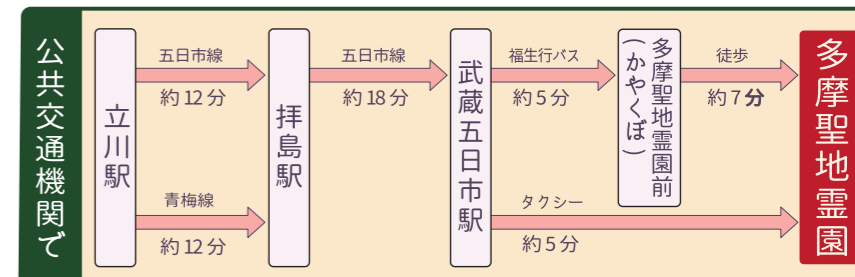 公共交通機関で
立川駅
五日市線
約12分
青梅線
約12分
拝島駅
五日市線
約18分
武蔵五日市駅
福生行バス
約5分
多摩聖地霊園前
(かやくぼ)
徒歩
約7分
タクシー
約5分
多摩聖地霊園